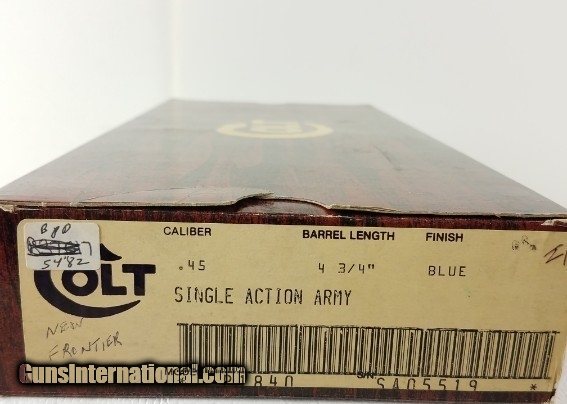 CALIBER BARREL LENGTH FINISH
.45 4 3/4" BLUE
SINGLE ACTION ARMY
5482
COLT
NEW
FRONTIER
840 SA05519 *
GunsInternational.com